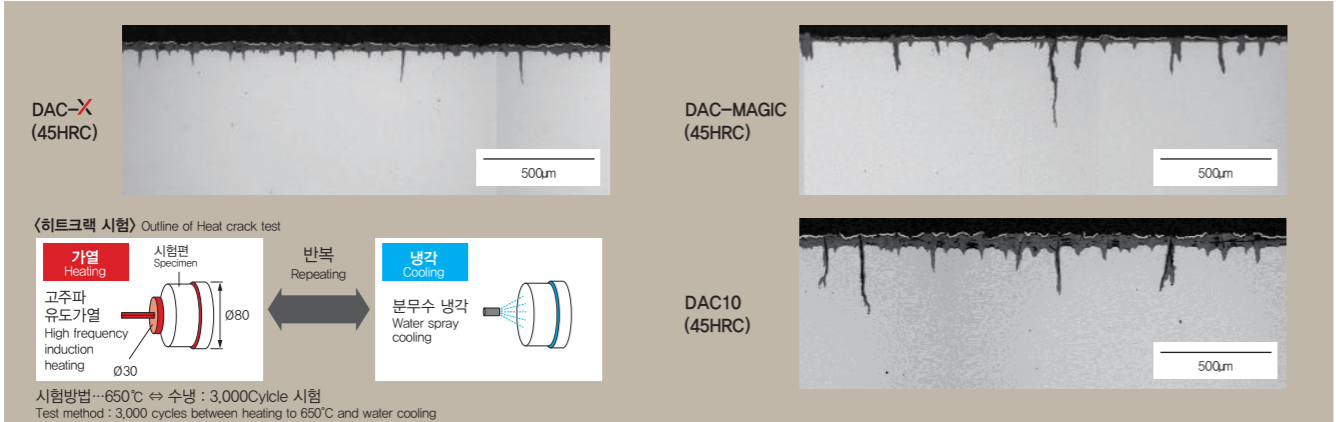 DAC-X
(45HRC)
500µm
DAC-MAGIC
(45HRC)
500µm
〈히트크랙 시험〉 Outline of Heat crack test
가열
Heating
시험편
Specimen
고주파
유도가열
High frequency
induction
heating
Ø80
Ø30
반복
Repeating
냉각
Cooling
분무수 냉각
Water spray
cooling
시험방법…650℃ ⇔ 수냉 : 3,000Cylcle 시험
Test method : 3,000 cycles between heating to 650℃ and water cooling
DAC10
(45HRC)
500µm